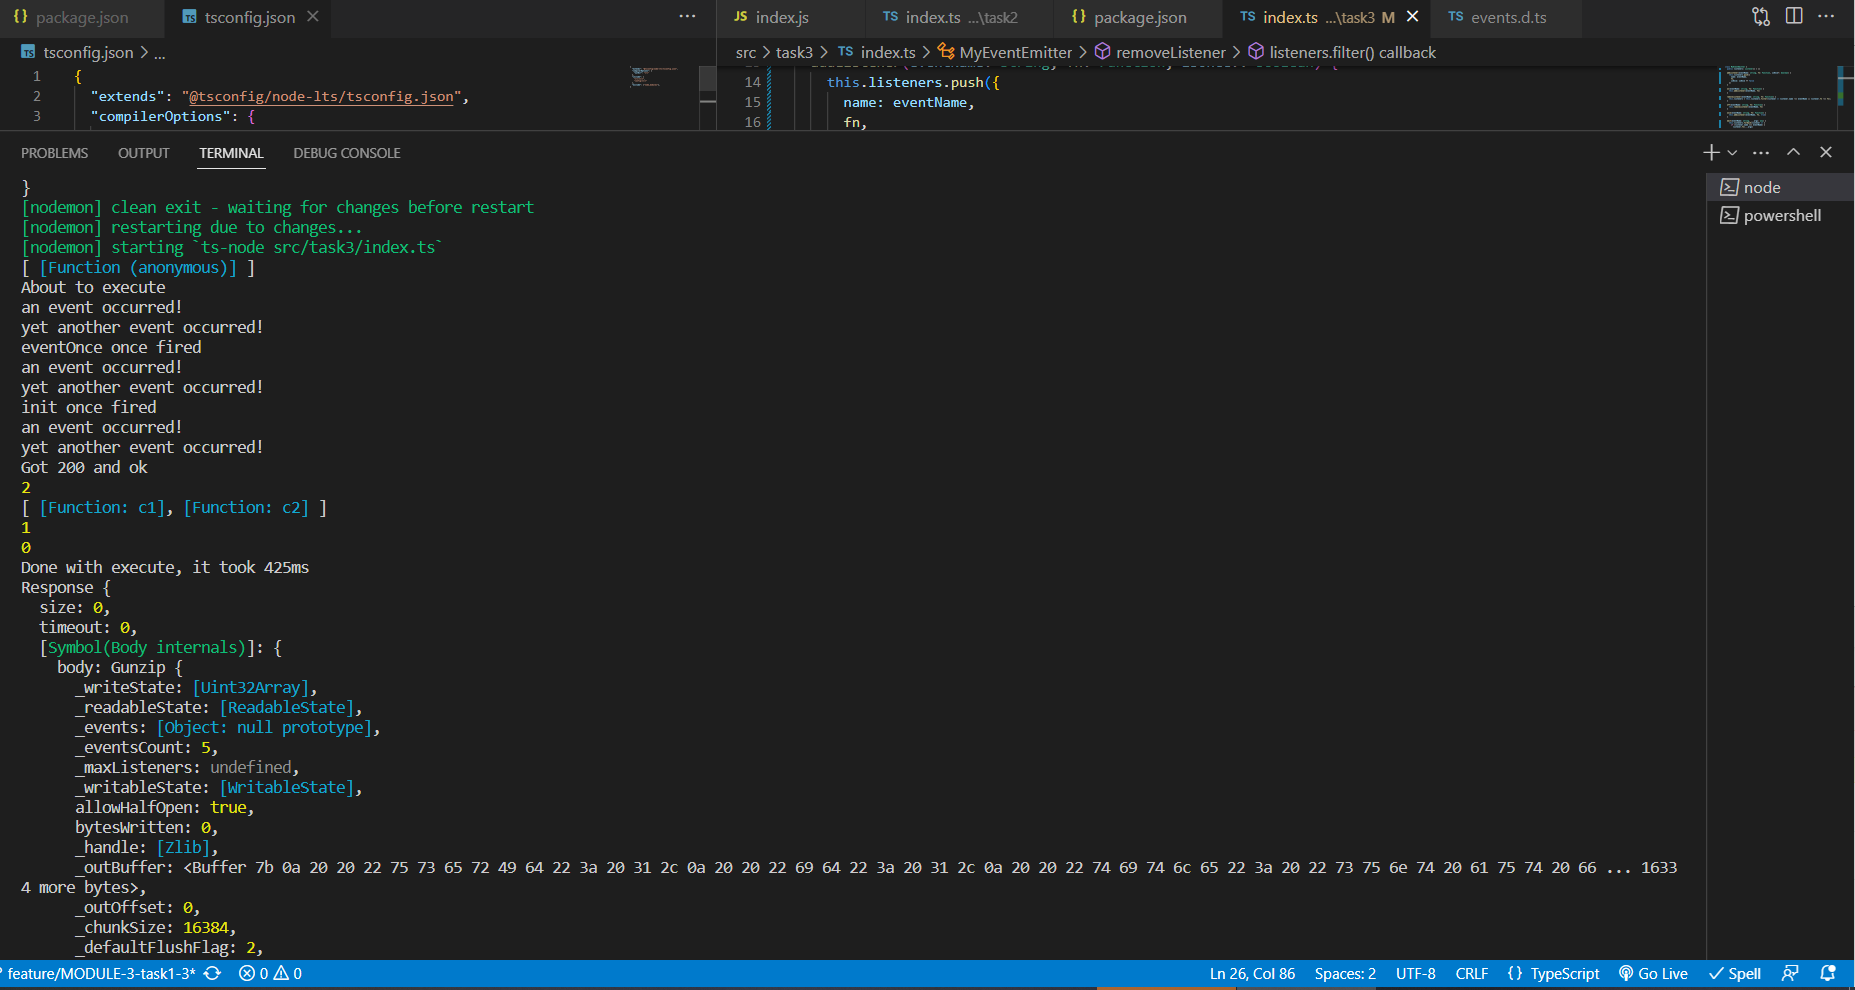 package.json
tsconfig.json
index.js
index.ts ...\task2
package.json
index.ts ...\task3 M
events.d.ts
tsconfig.json > ...
src > task3 > TS index.ts > MyEventEmitter > removeListener > listeners.filter() callback
1 {
2 "extends": "@tsconfig/node-lts/tsconfig.json",
3 "compilerOptions": {
14 this.listeners.push({
15 name: eventName,
16 fn,
PROBLEMS OUTPUT TERMINAL DEBUG CONSOLE
node
powershell
}
[nodemon] clean exit - waiting for changes before restart
[nodemon] restarting due to changes...
[nodemon] starting `ts-node src/task3/index.ts`
[ [Function (anonymous)] ]
About to execute
an event occurred!
yet another event occurred!
eventOnce once fired
an event occurred!
yet another event occurred!
init once fired
an event occurred!
yet another event occurred!
Got 200 and ok
2
[ [Function: c1], [Function: c2] ]
1
0
Done with execute, it took 425ms
Response {
size: 0,
timeout: 0,
[Symbol(Body internals)]: {
body: Gunzip {
_writeState: [Uint32Array],
_readableState: [ReadableState],
_events: [Object: null prototype],
_eventsCount: 5,
_maxListeners: undefined,
_writableState: [WritableState],
allowHalfOpen: true,
bytesWritten: 0,
_handle: [Zlib],
_outBuffer: <Buffer 7b 0a 20 20 22 75 73 65 72 49 64 22 3a 20 31 2c 0a 20 20 22 69 64 22 3a 20 31 2c 0a 20 20 22 74 69 74 6c 65 22 3a 20 22 73 75 6e 74 20 61 75 74 20 66 ... 1633
4 more bytes>,
_outOffset: 0,
_chunkSize: 16384,
_defaultFlushFlag: 2,
feature/MODULE-3-task1-3* 0 0 Ln 26, Col 86 Spaces: 2 UTF-8 CRLF {} TypeScript Go Live Spell